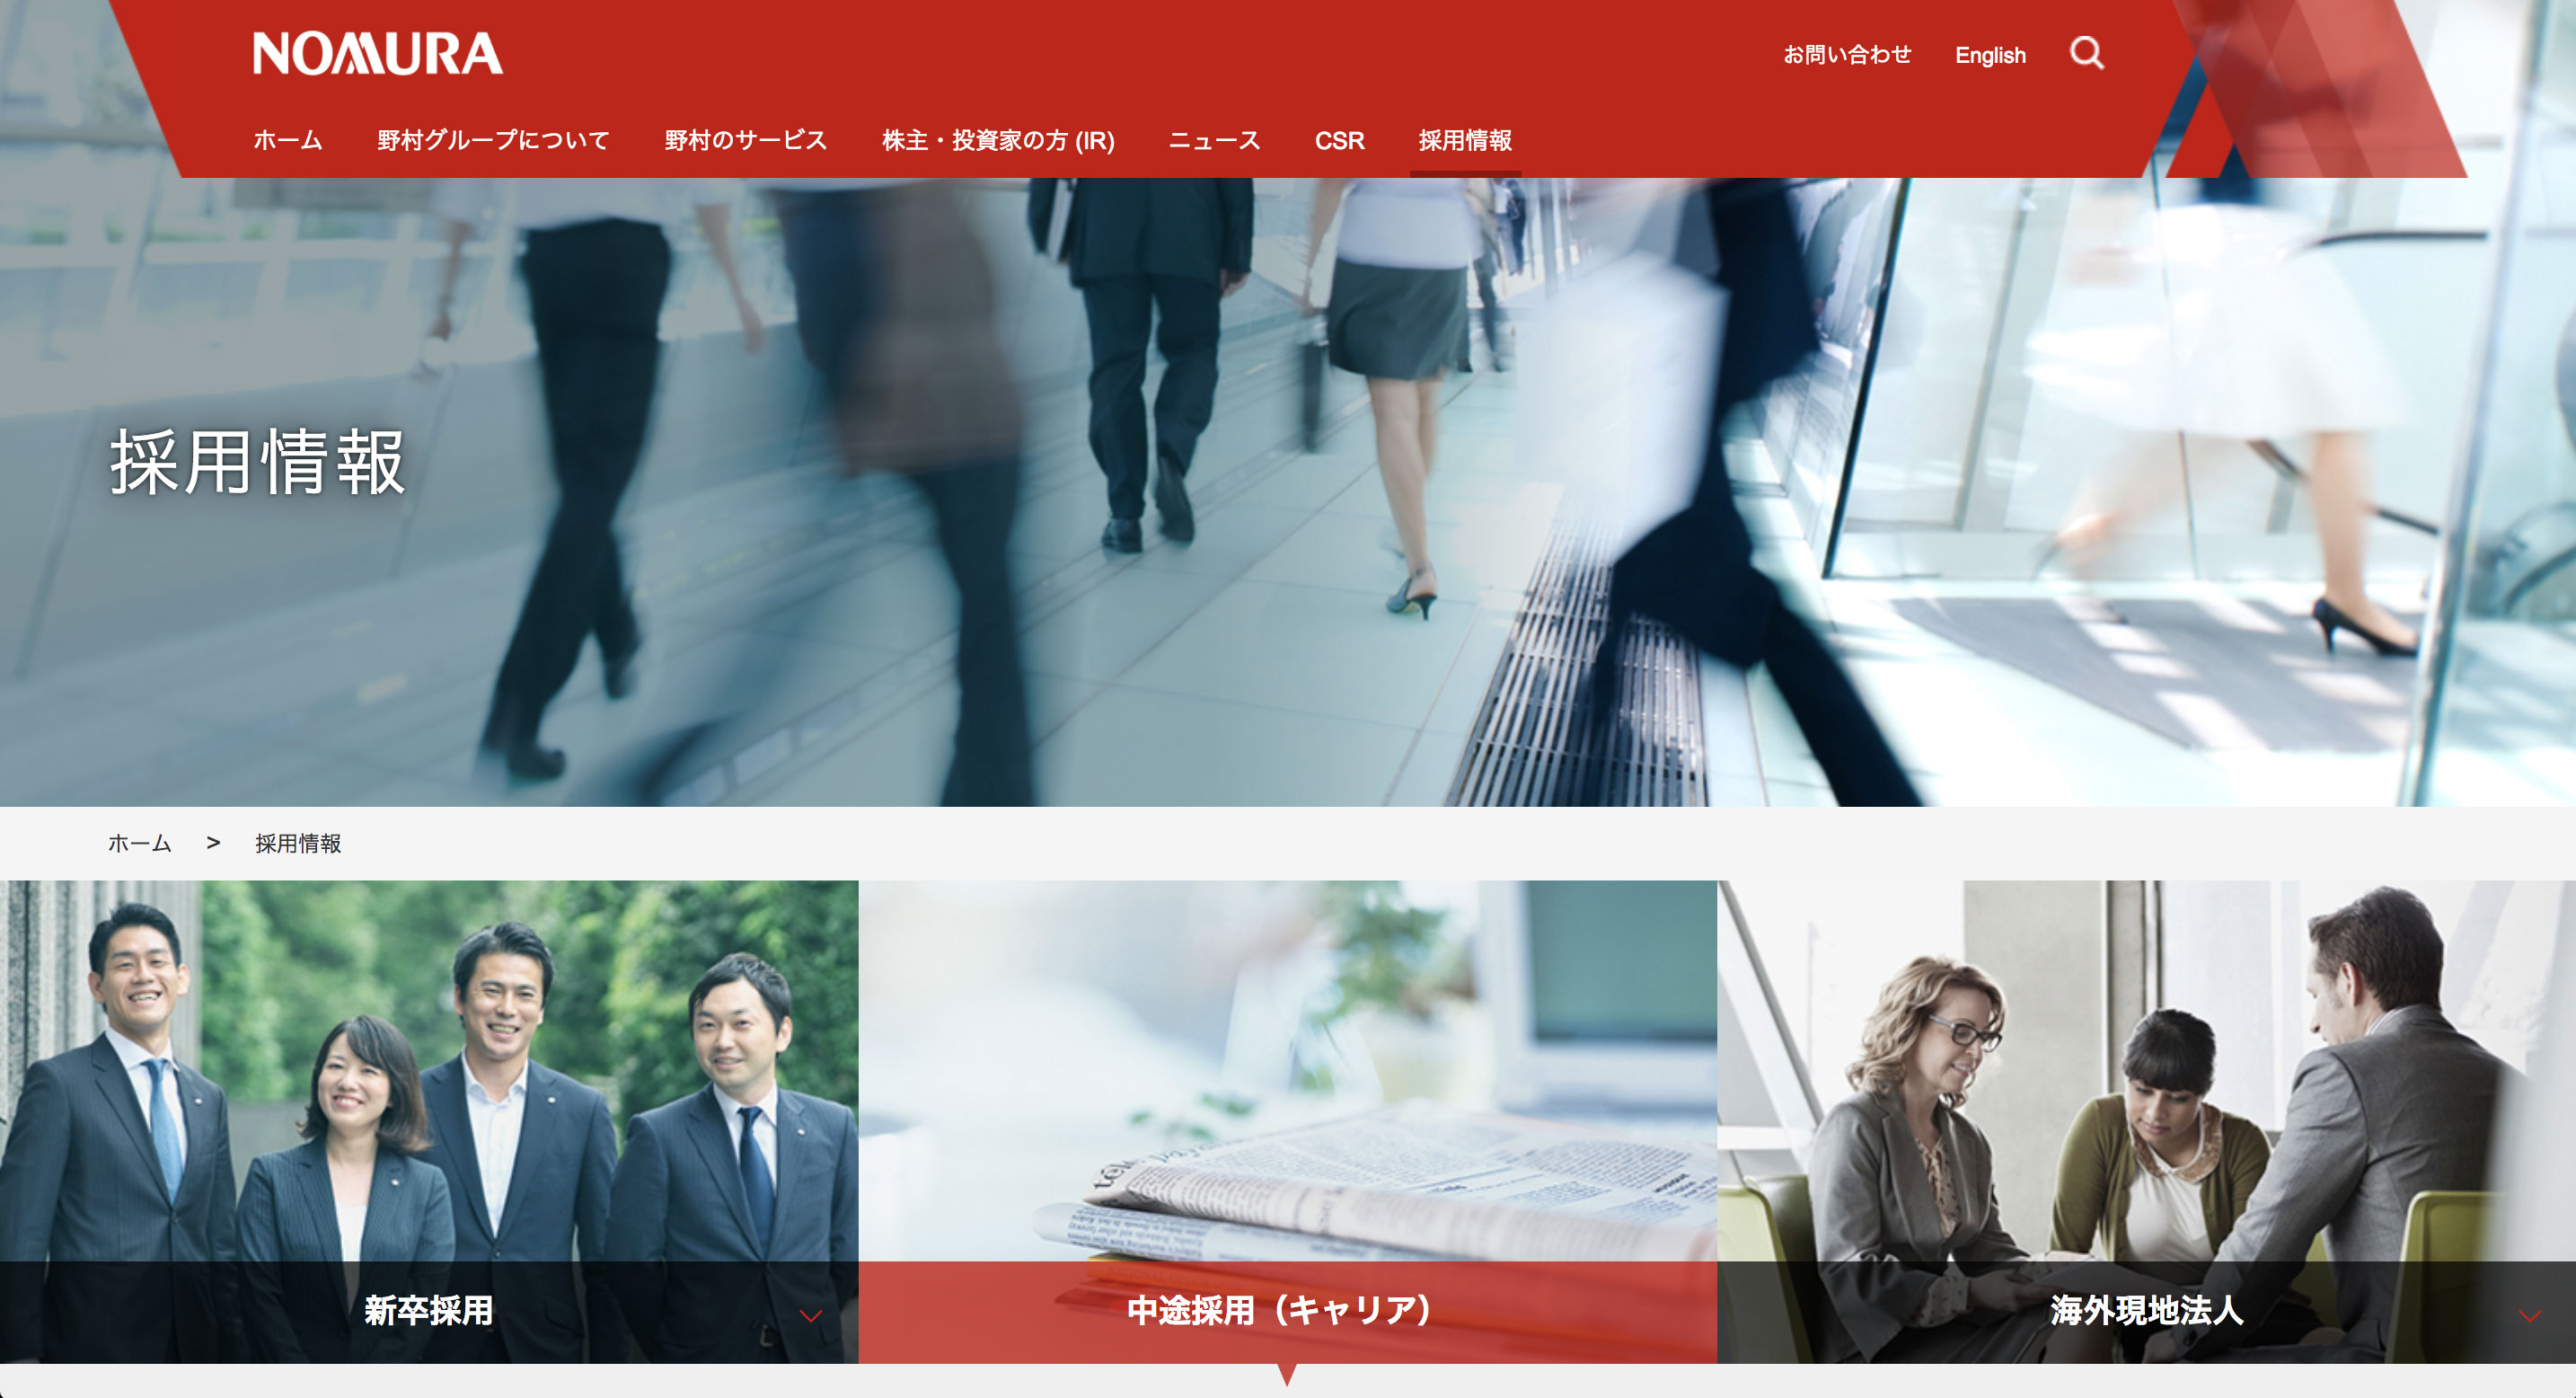 NOMURA
お問い合わせ English
ホーム 野村グループについて 野村のサービス 株主・投資家の方 (IR) ニュース CSR 採用情報
採用情報
ホーム > 採用情報
新卒採用
中途採用（キャリア）
海外現地法人